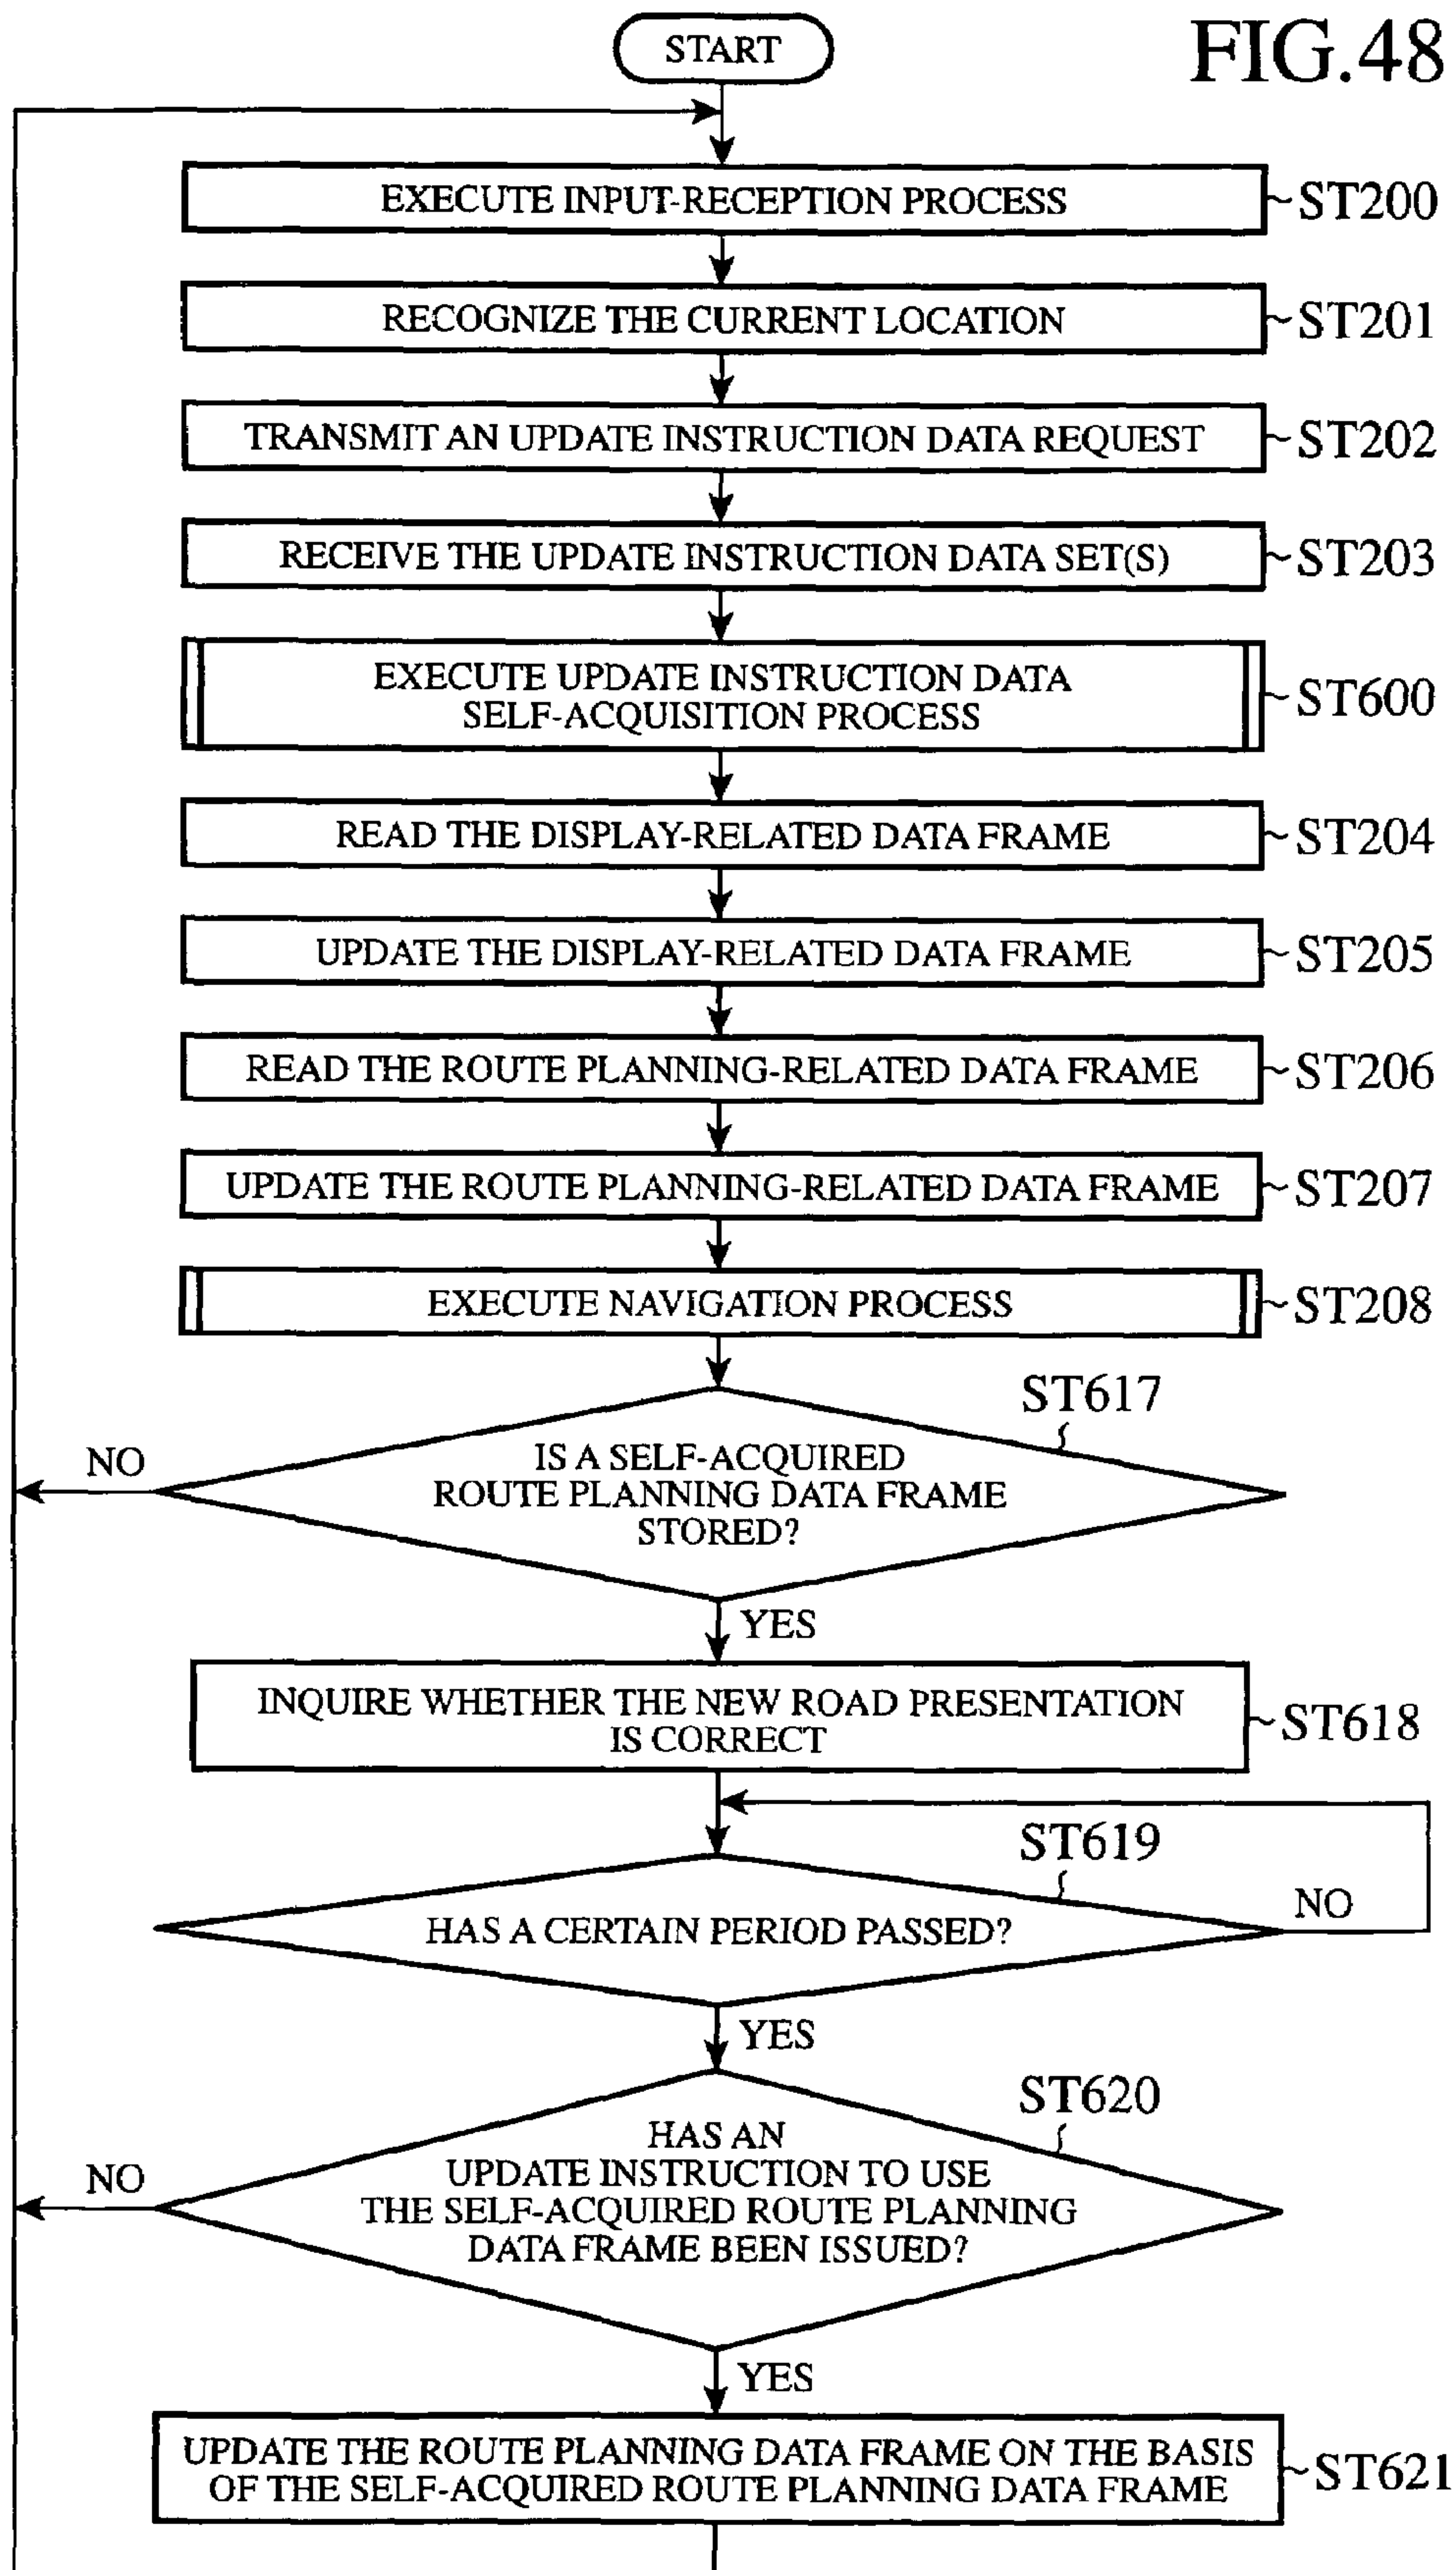 FIG.48
START
EXECUTE INPUT-RECEPTION PROCESS
~ST200
RECOGNIZE THE CURRENT LOCATION
~ST201
TRANSMIT AN UPDATE INSTRUCTION DATA REQUEST
~ST202
RECEIVE THE UPDATE INSTRUCTION DATA SET(S)
~ST203
EXECUTE UPDATE INSTRUCTION DATA
SELF-ACQUISITION PROCESS
~ST600
READ THE DISPLAY-RELATED DATA FRAME
~ST204
UPDATE THE DISPLAY-RELATED DATA FRAME
~ST205
READ THE ROUTE PLANNING-RELATED DATA FRAME
~ST206
UPDATE THE ROUTE PLANNING-RELATED DATA FRAME
~ST207
EXECUTE NAVIGATION PROCESS
~ST208
ST617
IS A SELF-ACQUIRED
ROUTE PLANNING DATA FRAME
STORED?
NO
YES
INQUIRE WHETHER THE NEW ROAD PRESENTATION
IS CORRECT
~ST618
ST619
HAS A CERTAIN PERIOD PASSED?
NO
YES
ST620
HAS AN
UPDATE INSTRUCTION TO USE
THE SELF-ACQUIRED ROUTE PLANNING
DATA FRAME BEEN ISSUED?
NO
YES
UPDATE THE ROUTE PLANNING DATA FRAME ON THE BASIS
OF THE SELF-ACQUIRED ROUTE PLANNING DATA FRAME
~ST621